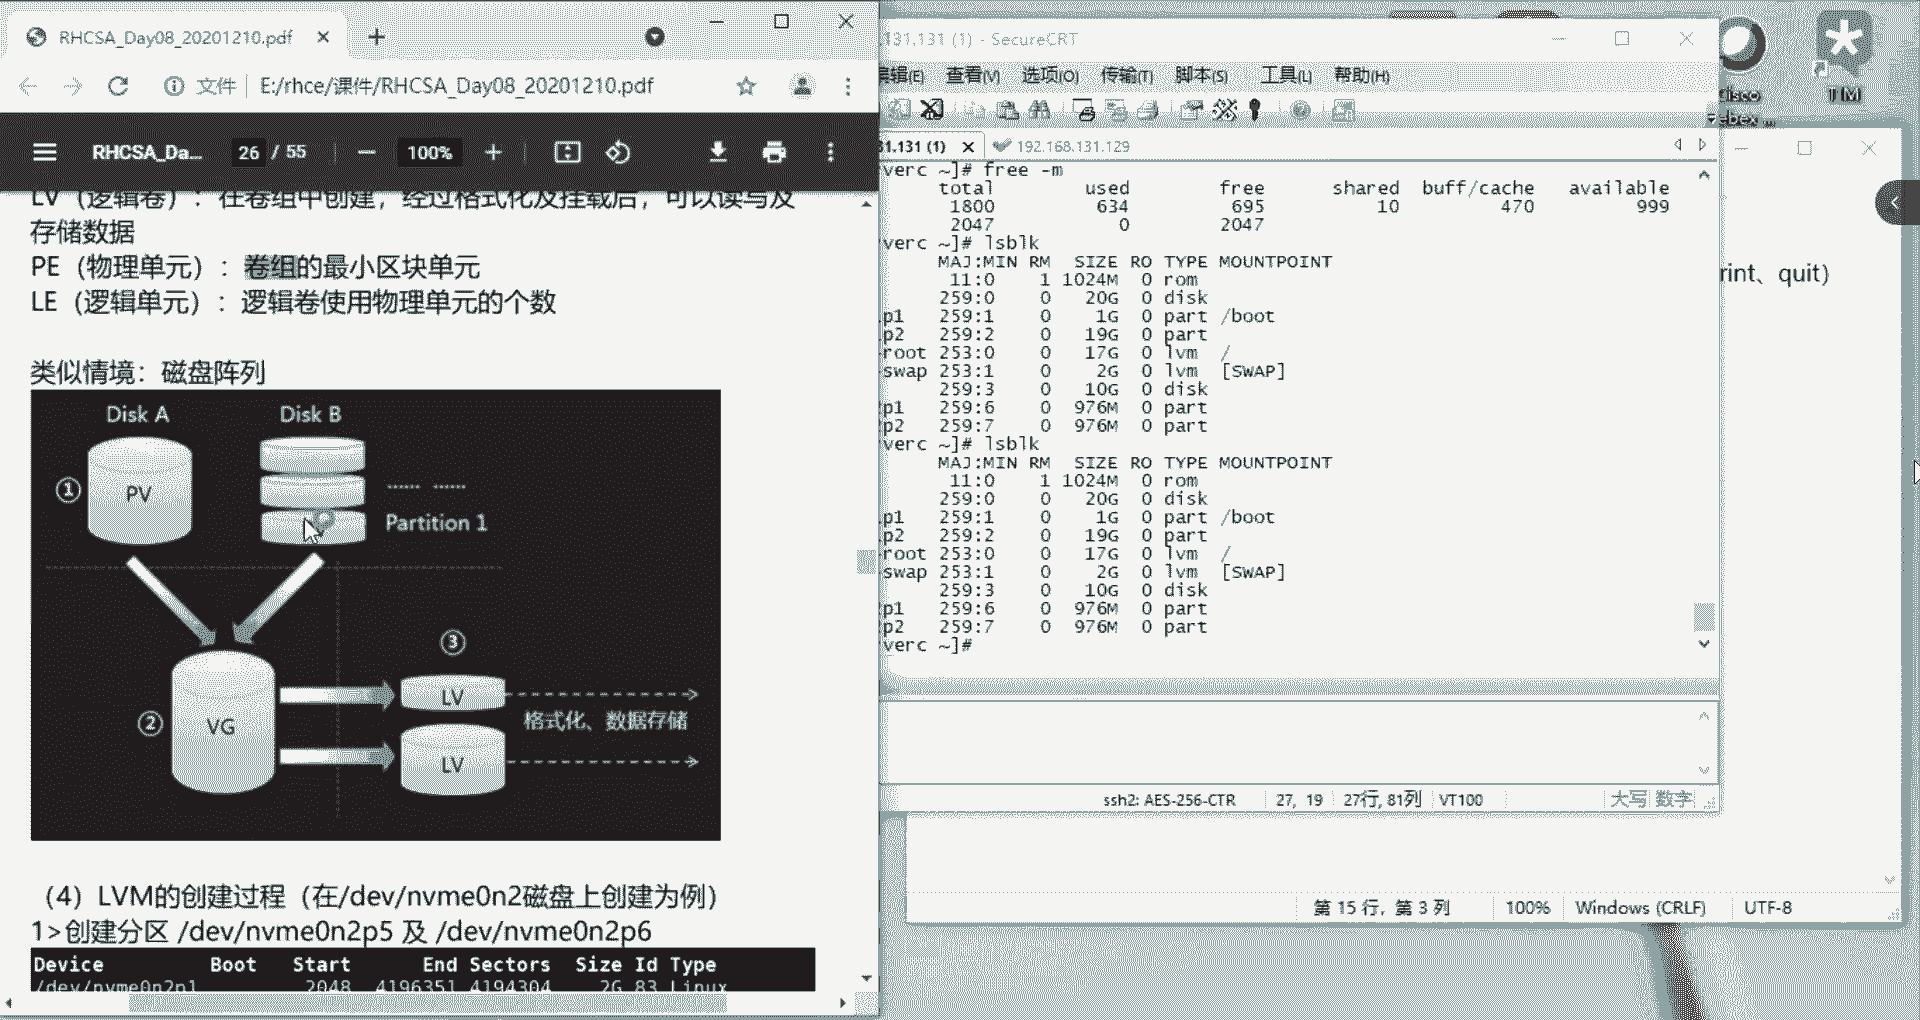 RHCSA_Day08_20201210.pdf
文件
E:/rhce/课件/RHCSA_Day08_20201210.pdf
RHCSA_Da...
26 / 55
100%
LV（逻辑卷）：在卷组中创建，经过格式化及挂载后，可以读写及
存储数据
PE（物理单元）：卷组的最小区块单元
LE（逻辑单元）：逻辑卷使用物理单元的个数
类似情境：磁盘阵列
Disk A
Disk B
①
PV
...... ......
Partition 1
②
VG
③
LV
格式化、数据存储
LV
（4）LVM的创建过程（在/dev/nvme0n2磁盘上创建为例）
1>创建分区 /dev/nvme0n2p5 及 /dev/nvme0n2p6
Device Boot Start End Sectors Size Id Type
/dev/nvme0n2p1 2048 4196351 4194304 2G 83 Linux
131.131 (1) - SecureCRT
编辑(E) 查看(V) 选项(O) 传输(T) 脚本(S) 工具(L) 帮助(H)
1.131 (1)
192.168.131.129
verc ~]# free -m
total used free shared buff/cache available
1800 634 695 10 470 999
2047 0 2047
verc ~]# lsblk
MAJ:MIN RM SIZE RO TYPE MOUNTPOINT
11:0 1 1024M 0 rom
259:0 0 20G 0 disk
p1 259:1 0 1G 0 part /boot
p2 259:2 0 19G 0 part
-root 253:0 0 17G 0 lvm /
-swap 253:1 0 2G 0 lvm [SWAP]
259:3 0 10G 0 disk
p1 259:6 0 976M 0 part
p2 259:7 0 976M 0 part
verc ~]# lsblk
MAJ:MIN RM SIZE RO TYPE MOUNTPOINT
11:0 1 1024M 0 rom
259:0 0 20G 0 disk
p1 259:1 0 1G 0 part /boot
p2 259:2 0 19G 0 part
-root 253:0 0 17G 0 lvm /
-swap 253:1 0 2G 0 lvm [SWAP]
259:3 0 10G 0 disk
p1 259:6 0 976M 0 part
p2 259:7 0 976M 0 part
verc ~]#
ssh2: AES-256-CTR 27, 19 27行, 81列 VT100 大写 数字
rint、quit)
第 15 行，第 3 列 100% Windows (CRLF) UTF-8
Cisco
ebex ...
TIM